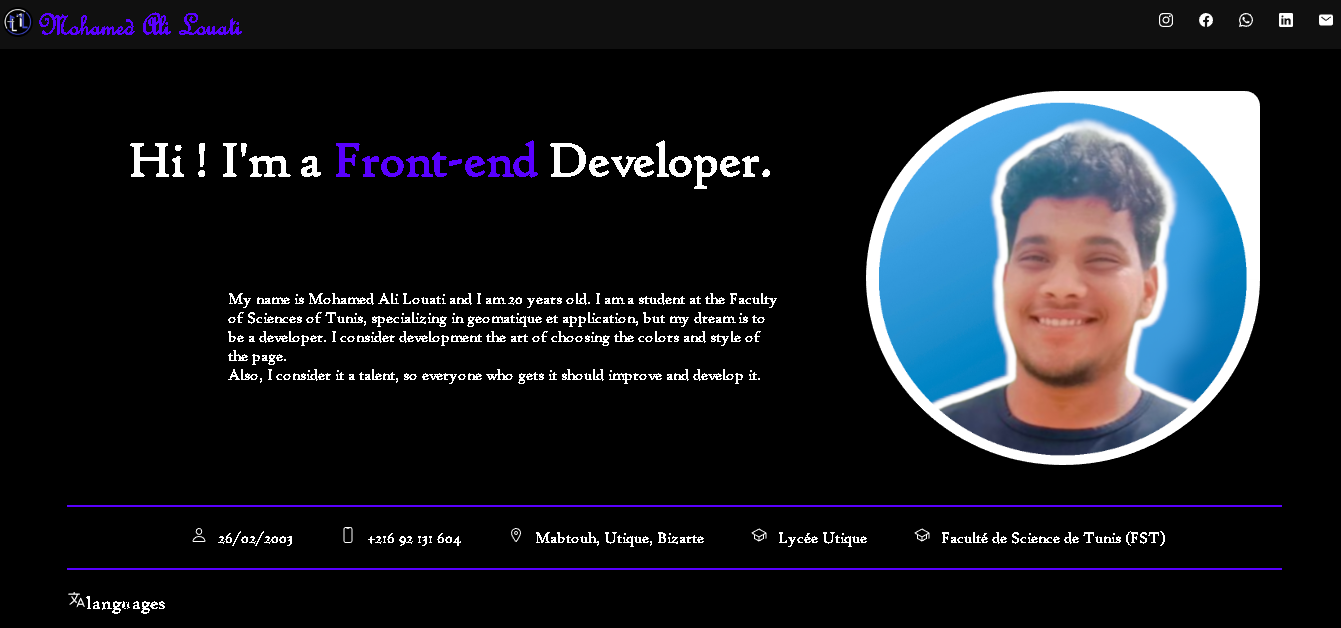 Mohamed Ali Louati
Hi ! I'm a Front-end Developer.
My name is Mohamed Ali Louati and I am 20 years old. I am a student at the Faculty
of Sciences of Tunis, specializing in geomatique et application, but my dream is to
be a developer. I consider development the art of choosing the colors and style of
the page.
Also, I consider it a talent, so everyone who gets it should improve and develop it.
26/02/2003 +216 92 131 604 Mabtouh, Utique, Bizarte Lycée Utique Faculté de Science de Tunis (FST)
languages